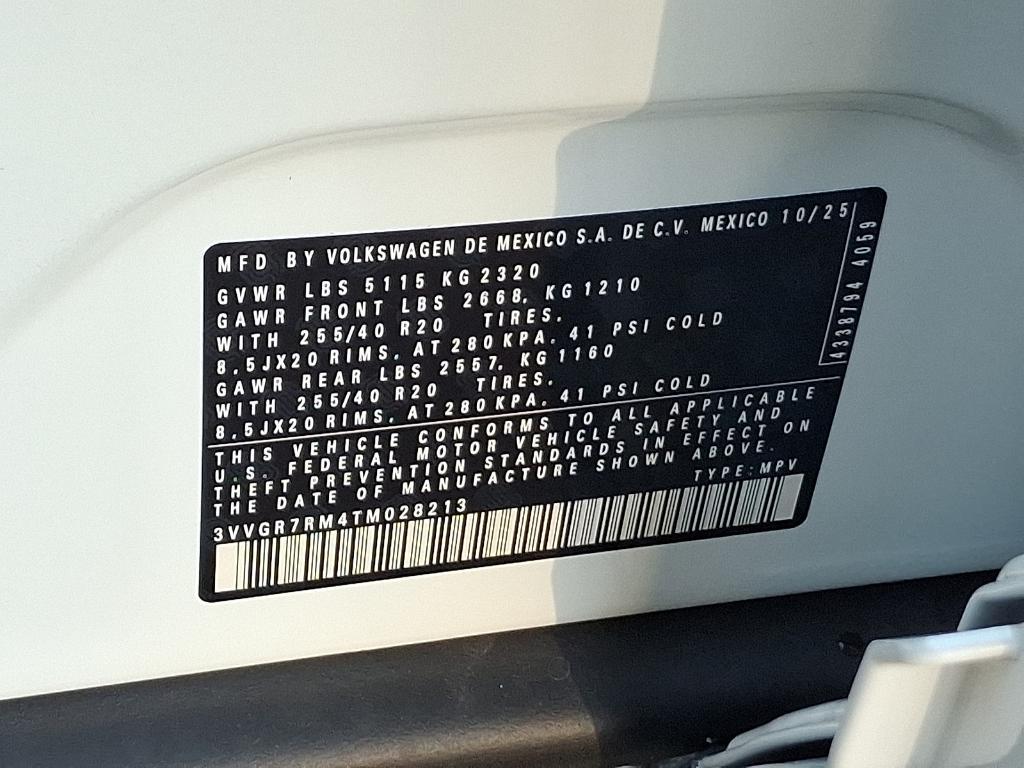 MFD BY VOLKSWAGEN DE MEXICO S.A. DE C.V. MEXICO 10/25
GVWR LBS 5115 KG 2320
GAWR FRONT LBS 2668. KG 1210
WITH 255/40 R20 TIRES.
8.5JX20 RIMS. AT 280 KPA. 41 PSI COLD
GAWR REAR LBS 2557. KG 1160
WITH 255/40 R20 TIRES.
8.5JX20 RIMS. AT 280 KPA. 41 PSI COLD
4338794 4059
THIS VEHICLE CONFORMS TO ALL APPLICABLE
U.S. FEDERAL MOTOR VEHICLE SAFETY AND
THEFT PREVENTION STANDARDS IN EFFECT ON
THE DATE OF MANUFACTURE SHOWN ABOVE.
3VVGR7RM4TM028213 TYPE: MPV